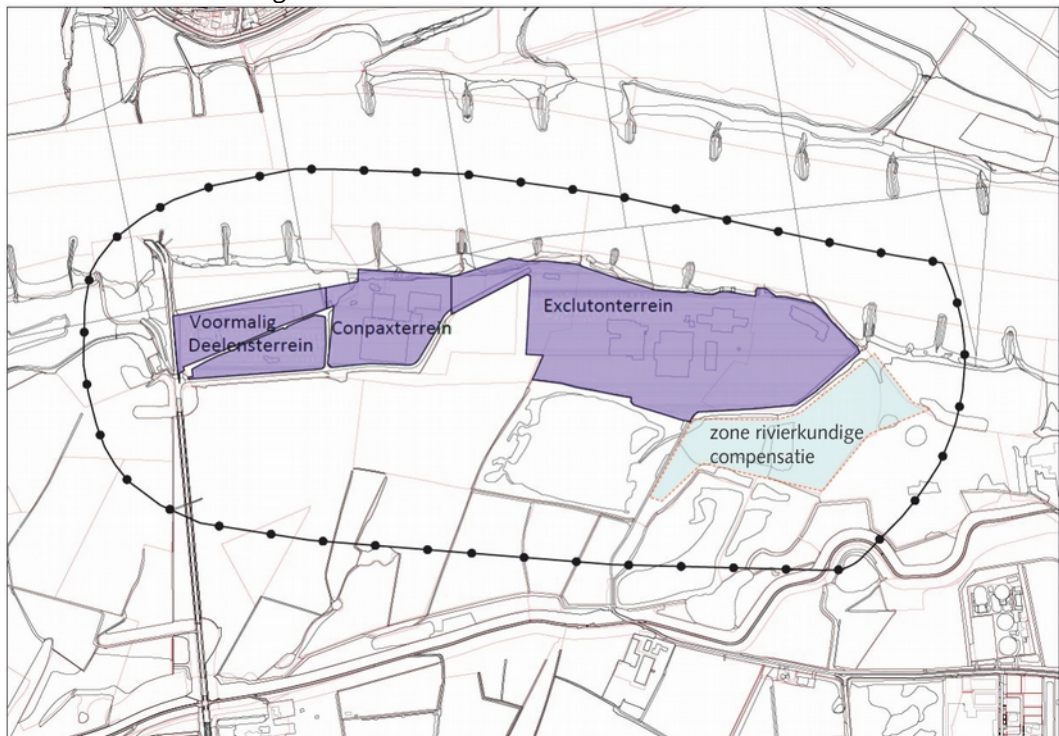 Voormalig
Deelensterrein
Conpaxterrein
Exclutonterrein
zone rivierkundige
compensatie